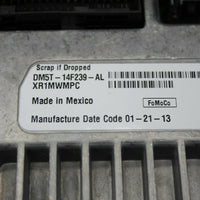 Scrap if Dropped
DM5T-14F239-AL
XR1MWMPC
Made in Mexico
FoMoCo
Manufacture Date Code 01-21-13